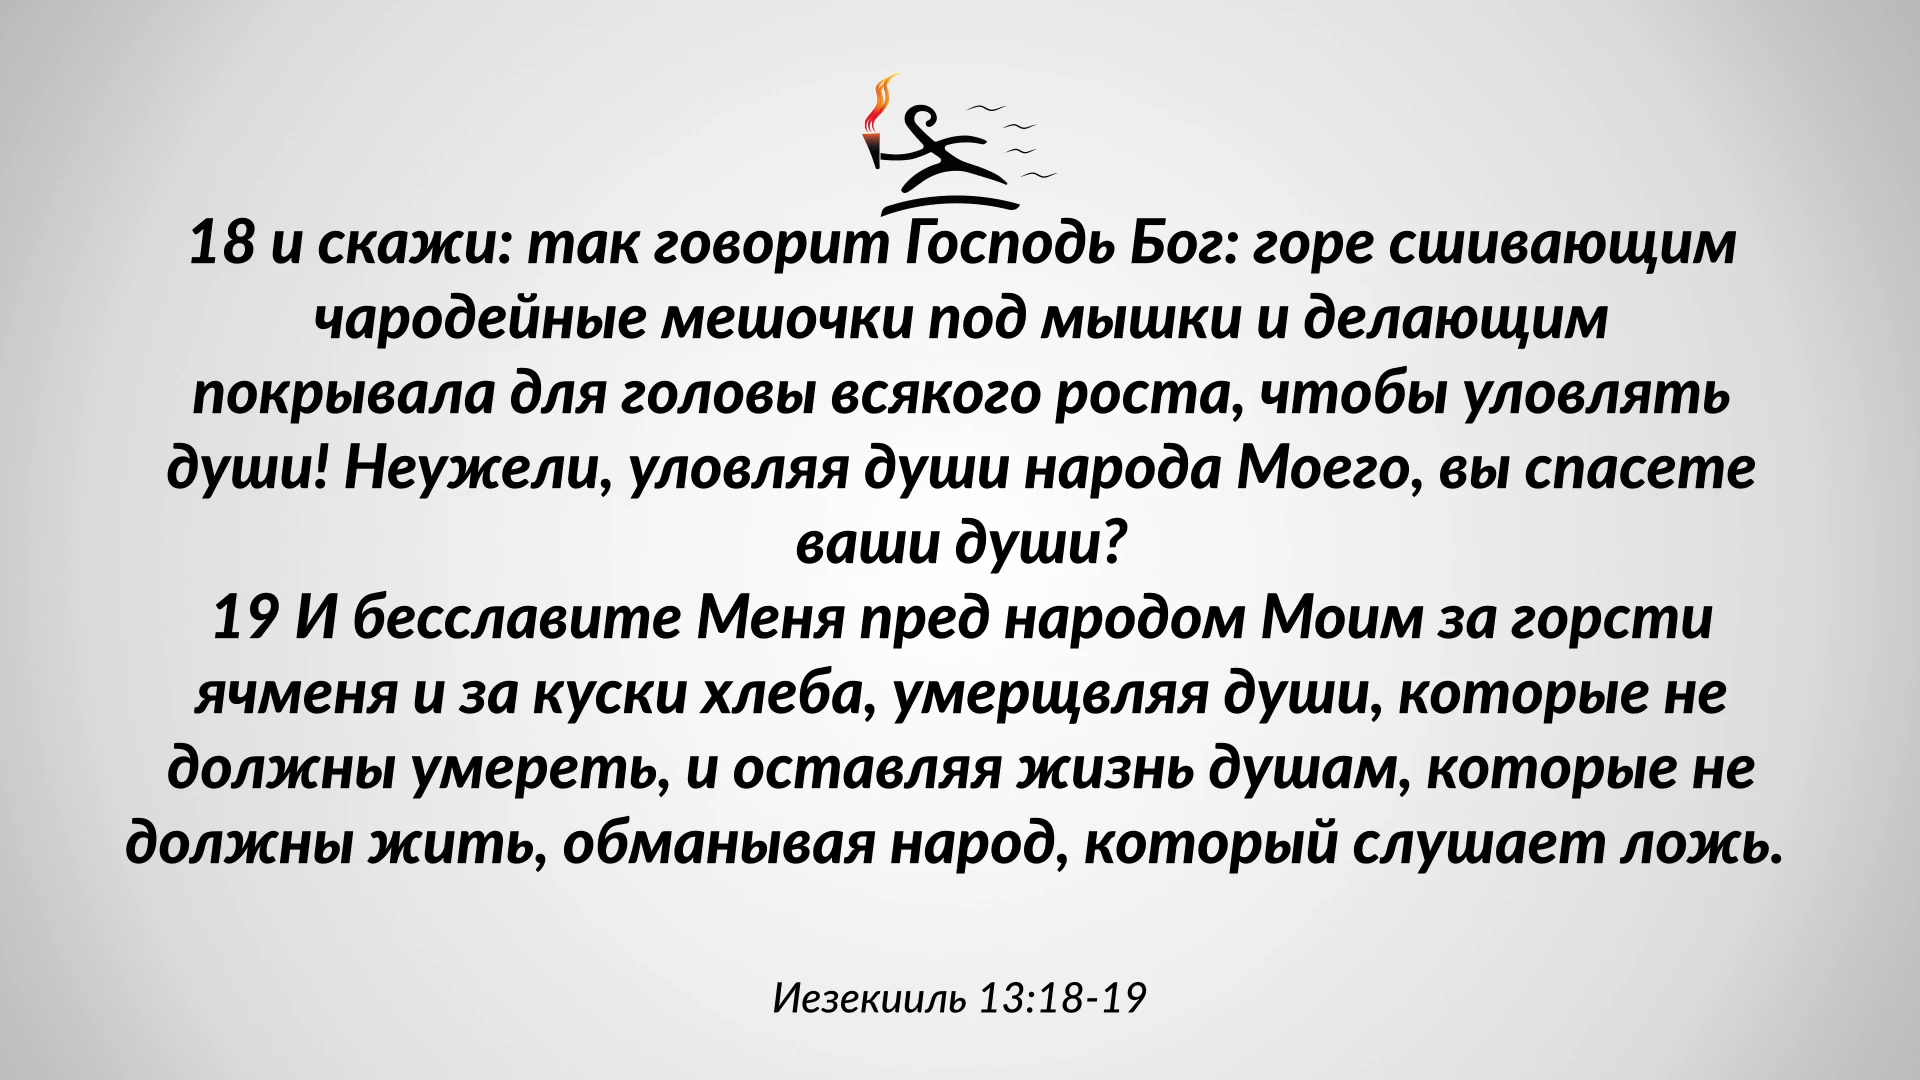 18 и скажи: так говорит Господь Бог: горе сшивающим
чародейные мешочки под мышки и делающим
покрывала для головы всякого роста, чтобы уловлять
души! Неужели, уловляя души народа Моего, вы спасете
ваши души?
19 И бесславите Меня пред народом Моим за горсти
ячменя и за куски хлеба, умерщвляя души, которые не
должны умереть, и оставляя жизнь душам, которые не
должны жить, обманывая народ, который слушает ложь.
Иезекииль 13:18-19